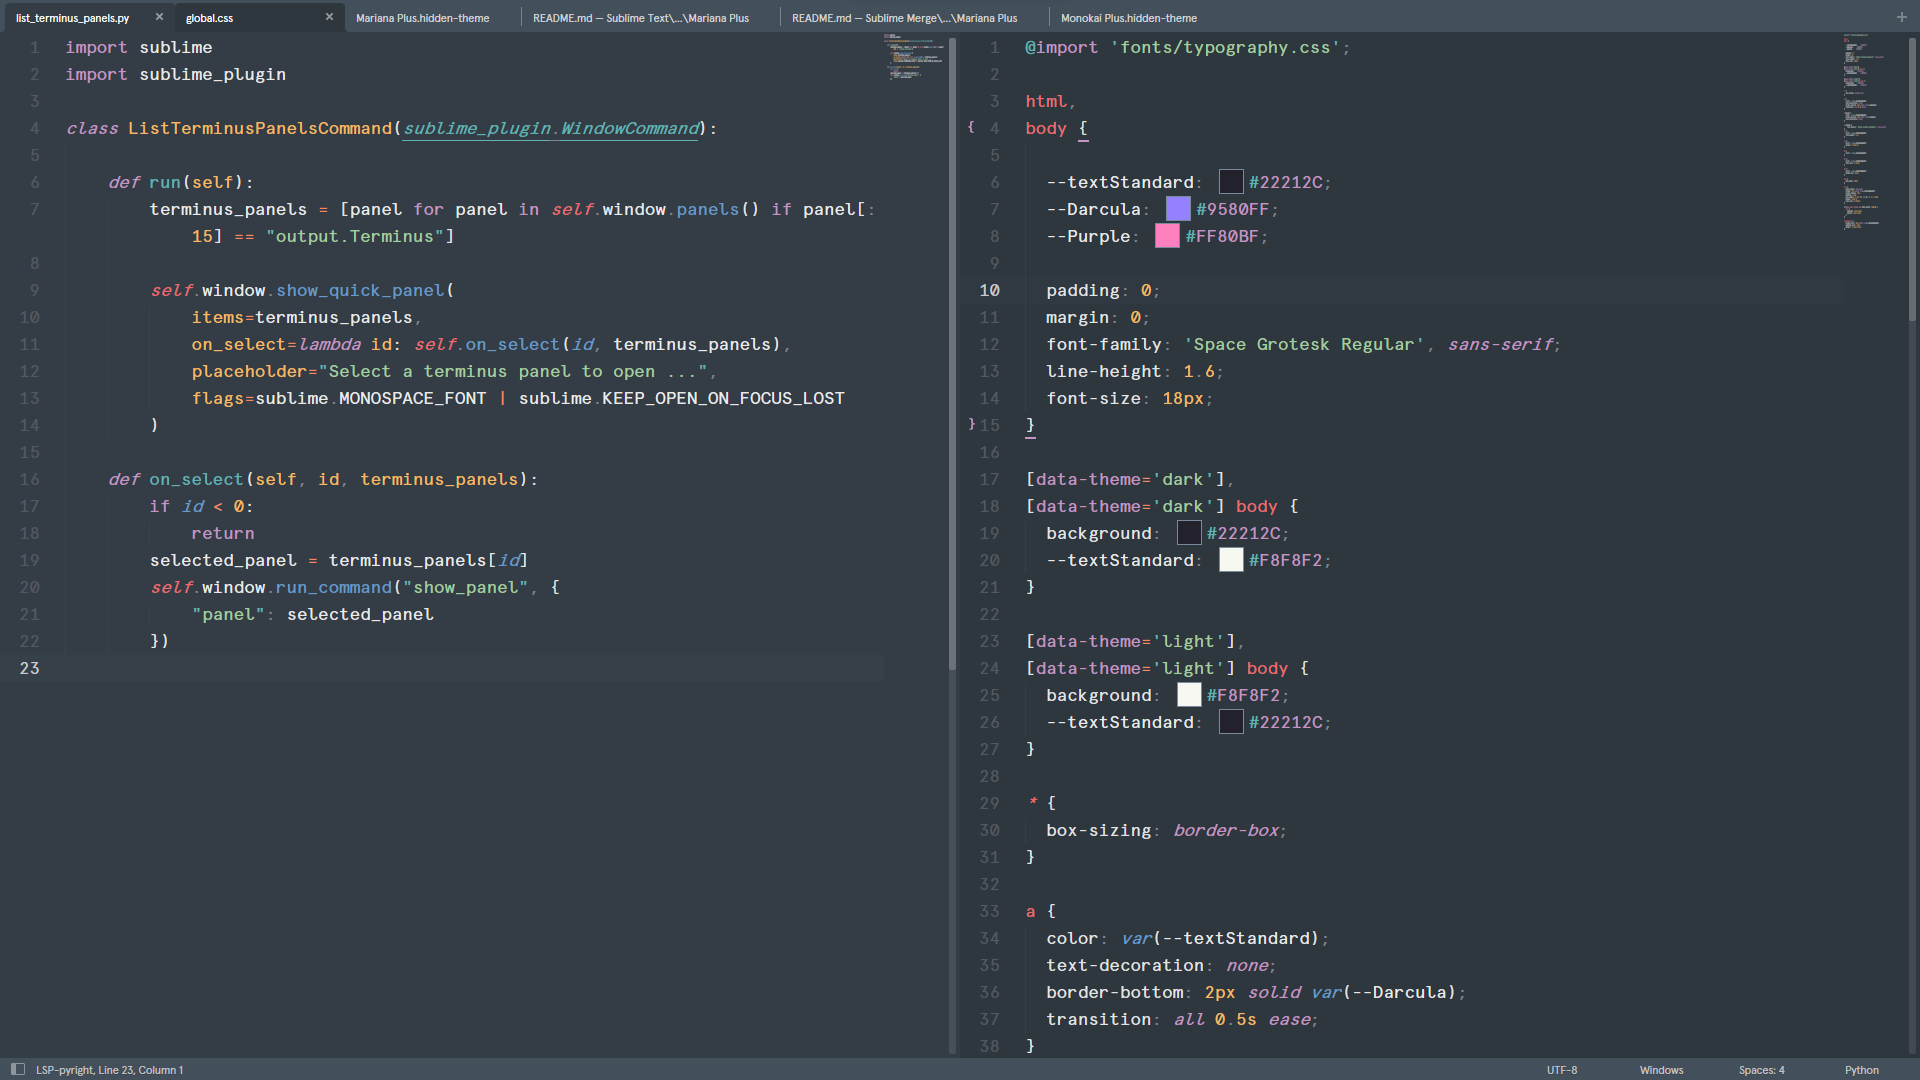 list_terminus_panels.py × global.css × Mariana Plus.hidden-theme README.md — Sublime Text\...\Mariana Plus README.md — Sublime Merge\...\Mariana Plus Monokai Plus.hidden-theme +
1 import sublime
2 import sublime_plugin
3
4 class ListTerminusPanelsCommand(sublime_plugin.WindowCommand):
5
6 def run(self):
7 terminus_panels = [panel for panel in self.window.panels() if panel[:
15] == "output.Terminus"]
8
9 self.window.show_quick_panel(
10 items=terminus_panels,
11 on_select=lambda id: self.on_select(id, terminus_panels),
12 placeholder="Select a terminus panel to open ...",
13 flags=sublime.MONOSPACE_FONT | sublime.KEEP_OPEN_ON_FOCUS_LOST
14 )
15
16 def on_select(self, id, terminus_panels):
17 if id < 0:
18 return
19 selected_panel = terminus_panels[id]
20 self.window.run_command("show_panel", {
21 "panel": selected_panel
22 })
23
1 @import 'fonts/typography.css';
2
3 html,
{ 4 body {
5
6 --textStandard: #22212C;
7 --Darcula: #9580FF;
8 --Purple: #FF80BF;
9
10 padding: 0;
11 margin: 0;
12 font-family: 'Space Grotesk Regular', sans-serif;
13 line-height: 1.6;
14 font-size: 18px;
} 15 }
16
17 [data-theme='dark'],
18 [data-theme='dark'] body {
19 background: #22212C;
20 --textStandard: #F8F8F2;
21 }
22
23 [data-theme='light'],
24 [data-theme='light'] body {
25 background: #F8F8F2;
26 --textStandard: #22212C;
27 }
28
29 * {
30 box-sizing: border-box;
31 }
32
33 a {
34 color: var(--textStandard);
35 text-decoration: none;
36 border-bottom: 2px solid var(--Darcula);
37 transition: all 0.5s ease;
38 }
LSP-pyright, Line 23, Column 1 UTF-8 Windows Spaces: 4 Python